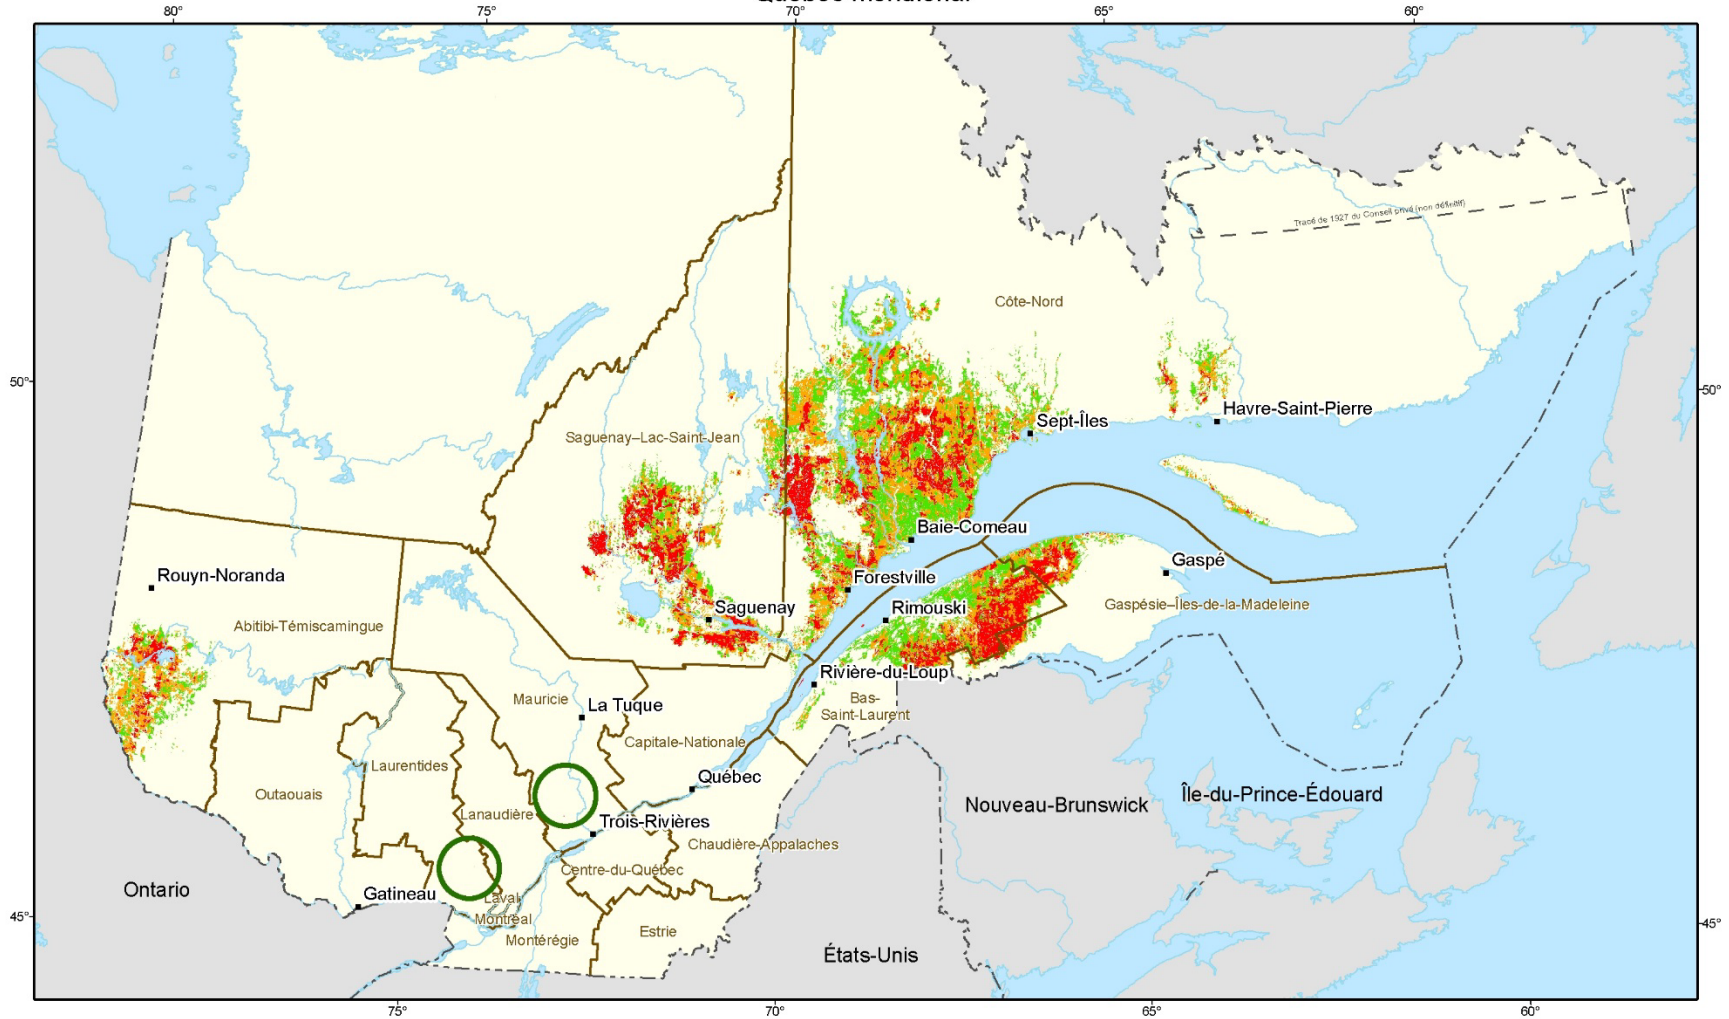 Québec méridional
80°
75°
70°
65°
60°
Tracé de 1927 du Conseil privé (non définitif)
Côte-Nord
50°
50°
Havre-Saint-Pierre
Sept-Îles
Saguenay–Lac-Saint-Jean
Baie-Comeau
Gaspé
Rouyn-Noranda
Forestville
Saguenay
Rimouski
Gaspésie–Îles-de-la-Madeleine
Abitibi-Témiscamingue
Rivière-du-Loup
Mauricie
La Tuque
Bas-
Saint-Laurent
Capitale-Nationale
Laurentides
Québec
Outaouais
Nouveau-Brunswick
Île-du-Prince-Édouard
Lanaudière
Trois-Rivières
Chaudière-Appalaches
Centre-du-Québec
Ontario
Gatineau
Laval
45°
Montréal
45°
Montérégie
Estrie
États-Unis
75°
70°
65°
60°